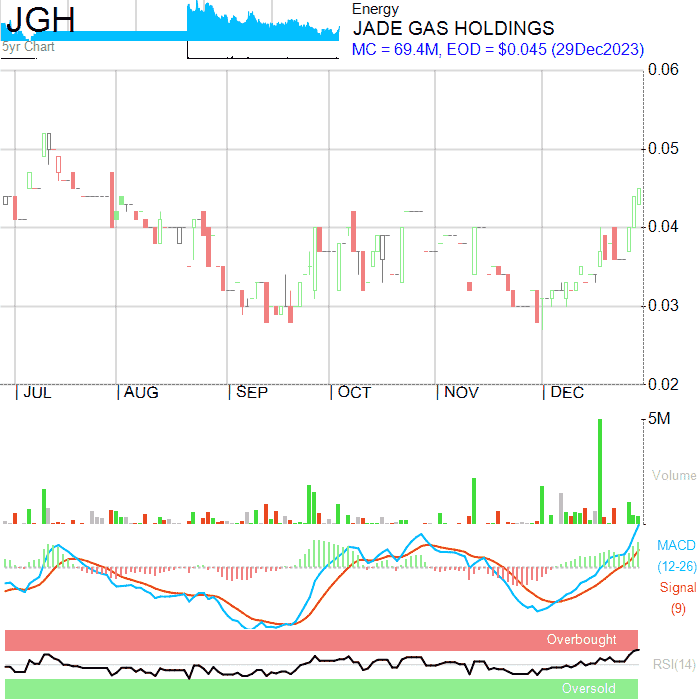 JGH
5yr Chart
Energy
JADE GAS HOLDINGS
MC = 69.4M, EOD = $0.045 (29Dec2023)
0.06
0.05
0.04
0.03
0.02
JUL AUG SEP OCT NOV DEC
5M
Volume
MACD
(12-26)
Signal
(9)
Overbought
RSI(14)
Oversold